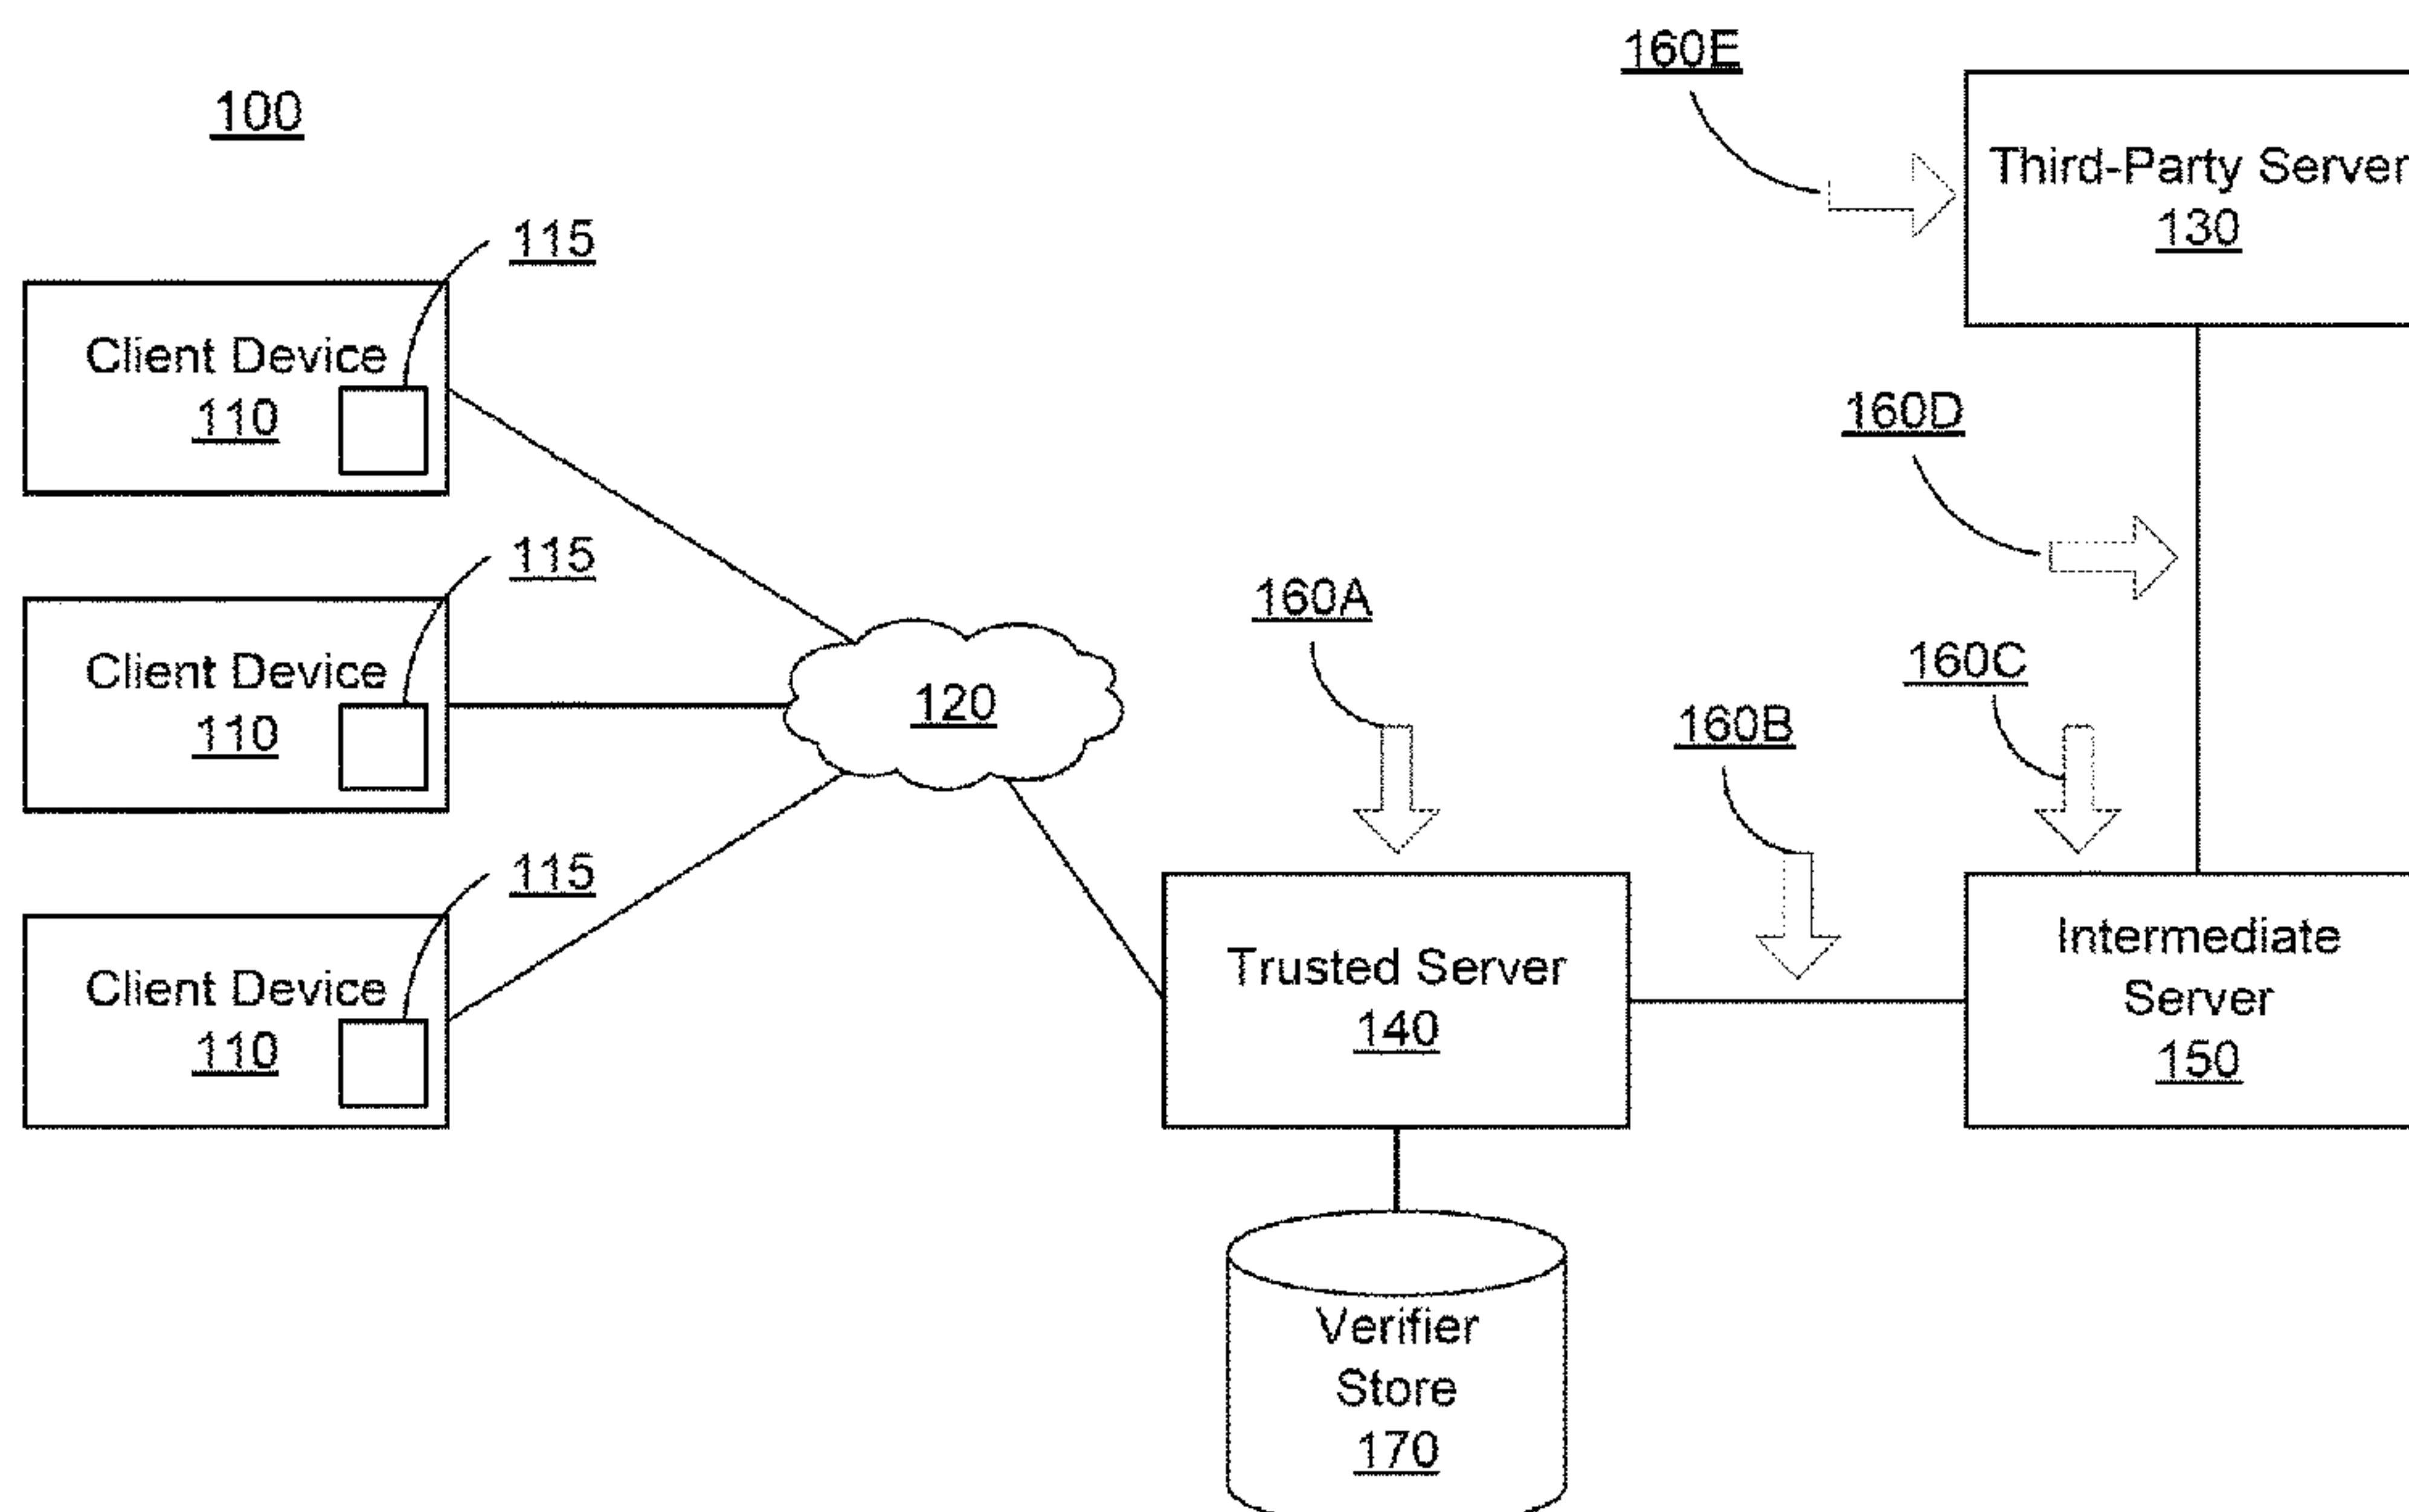 100
160E
Third-Party Server
130
115
Client Device
110
160D
115
160A
Client Device
110
120
160C
160B
115
Client Device
110
Trusted Server
140
Intermediate
Server
150
Verifier
Store
170